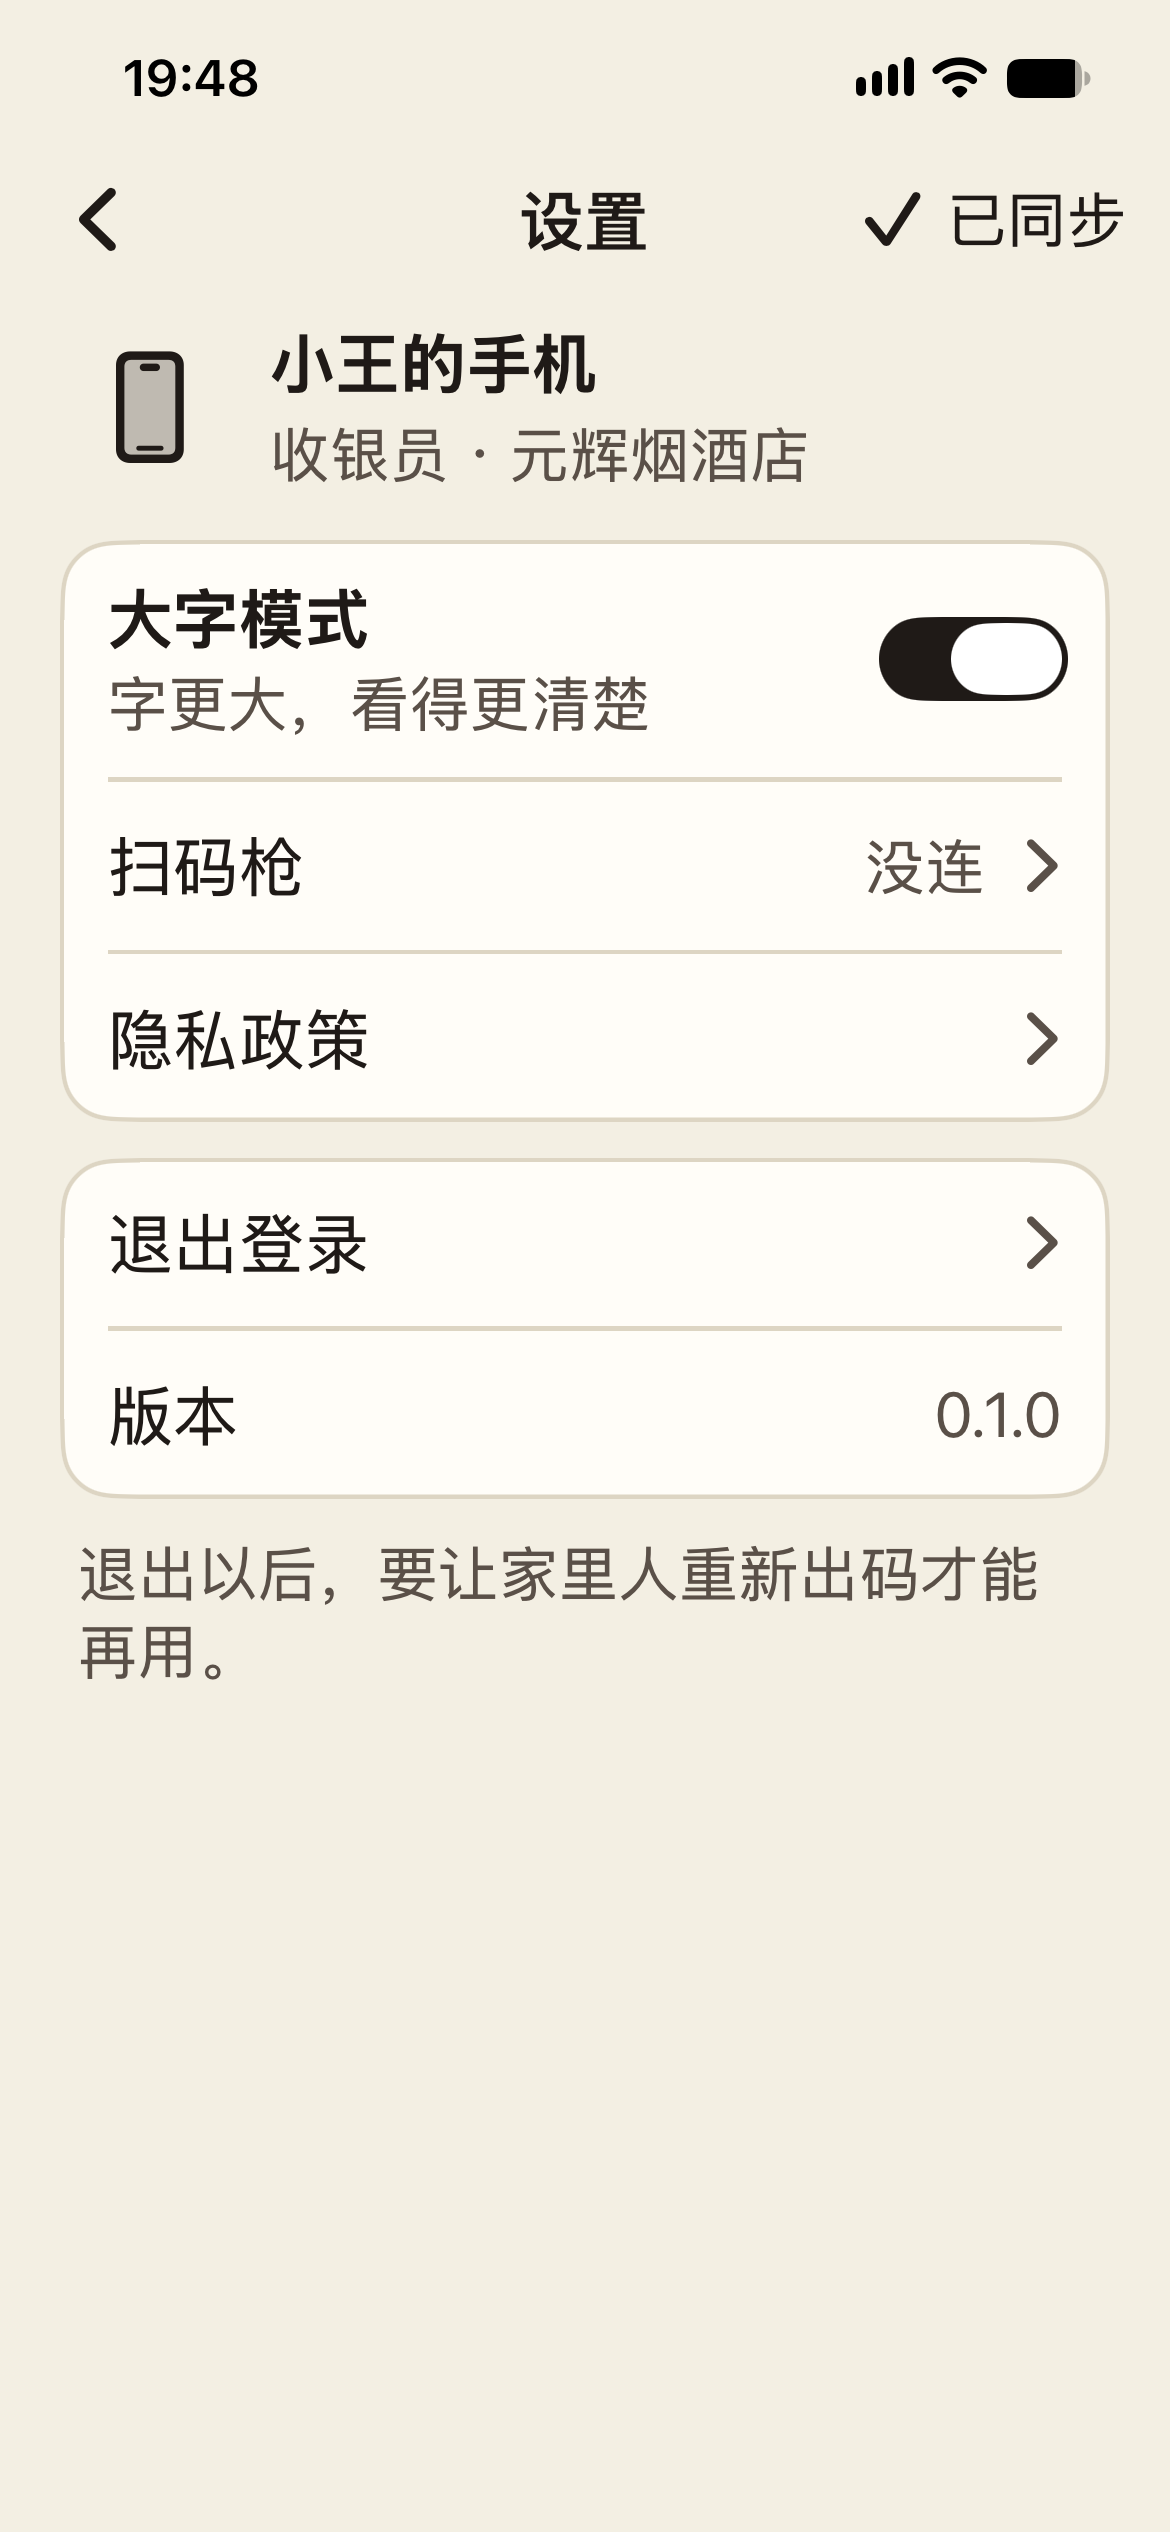 19:48
设置
已同步
小王的手机
收银员 · 元辉烟酒店
大字模式
字更大，看得更清楚
扫码枪
没连
隐私政策
退出登录
版本
0.1.0
退出以后，要让家里人重新出码才能
再用。